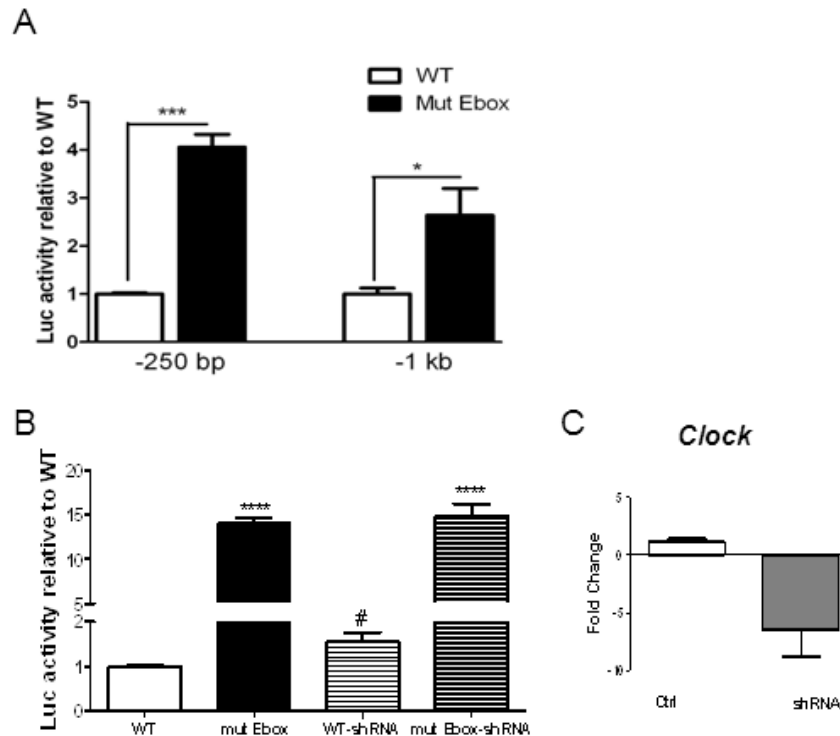 A
WT
Mut Ebox
Luc activity relative to WT
5
4
3
2
1
0
***
*
-250 bp
-1 kb
B
Luc activity relative to WT
20
15
10
5
2
1
0
****
#
****
WT
mut Ebox
WT-shRNA
mut Ebox-shRNA
C
Clock
Fold Change
5
0
-5
-10
Ctrl
shRNA